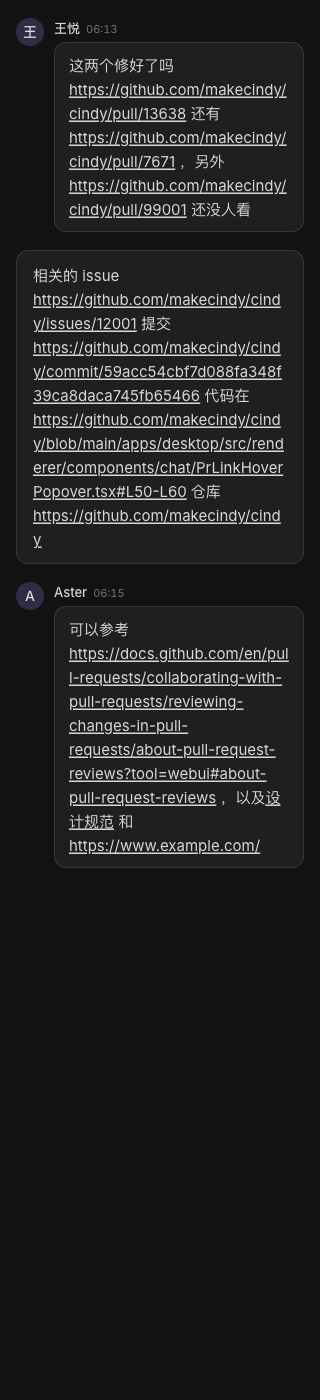 王
王悦 06:13
这两个修好了吗
https://github.com/makecindy/
cindy/pull/13638 还有
https://github.com/makecindy/
cindy/pull/7671 ，另外
https://github.com/makecindy/
cindy/pull/99001 还没人看
相关的 issue
https://github.com/makecindy/cind
y/issues/12001 提交
https://github.com/makecindy/cind
y/commit/59acc54cbf7d088fa348f
39ca8daca745fb65466 代码在
https://github.com/makecindy/cind
y/blob/main/apps/desktop/src/rend
erer/components/chat/PrLinkHover
Popover.tsx#L50-L60 仓库
https://github.com/makecindy/cind
y
A
Aster 06:15
可以参考
https://docs.github.com/en/pul
l-requests/collaborating-with-
pull-requests/reviewing-
changes-in-pull-
requests/about-pull-request-
reviews?tool=webui#about-
pull-request-reviews ，以及设
计规范 和
https://www.example.com/